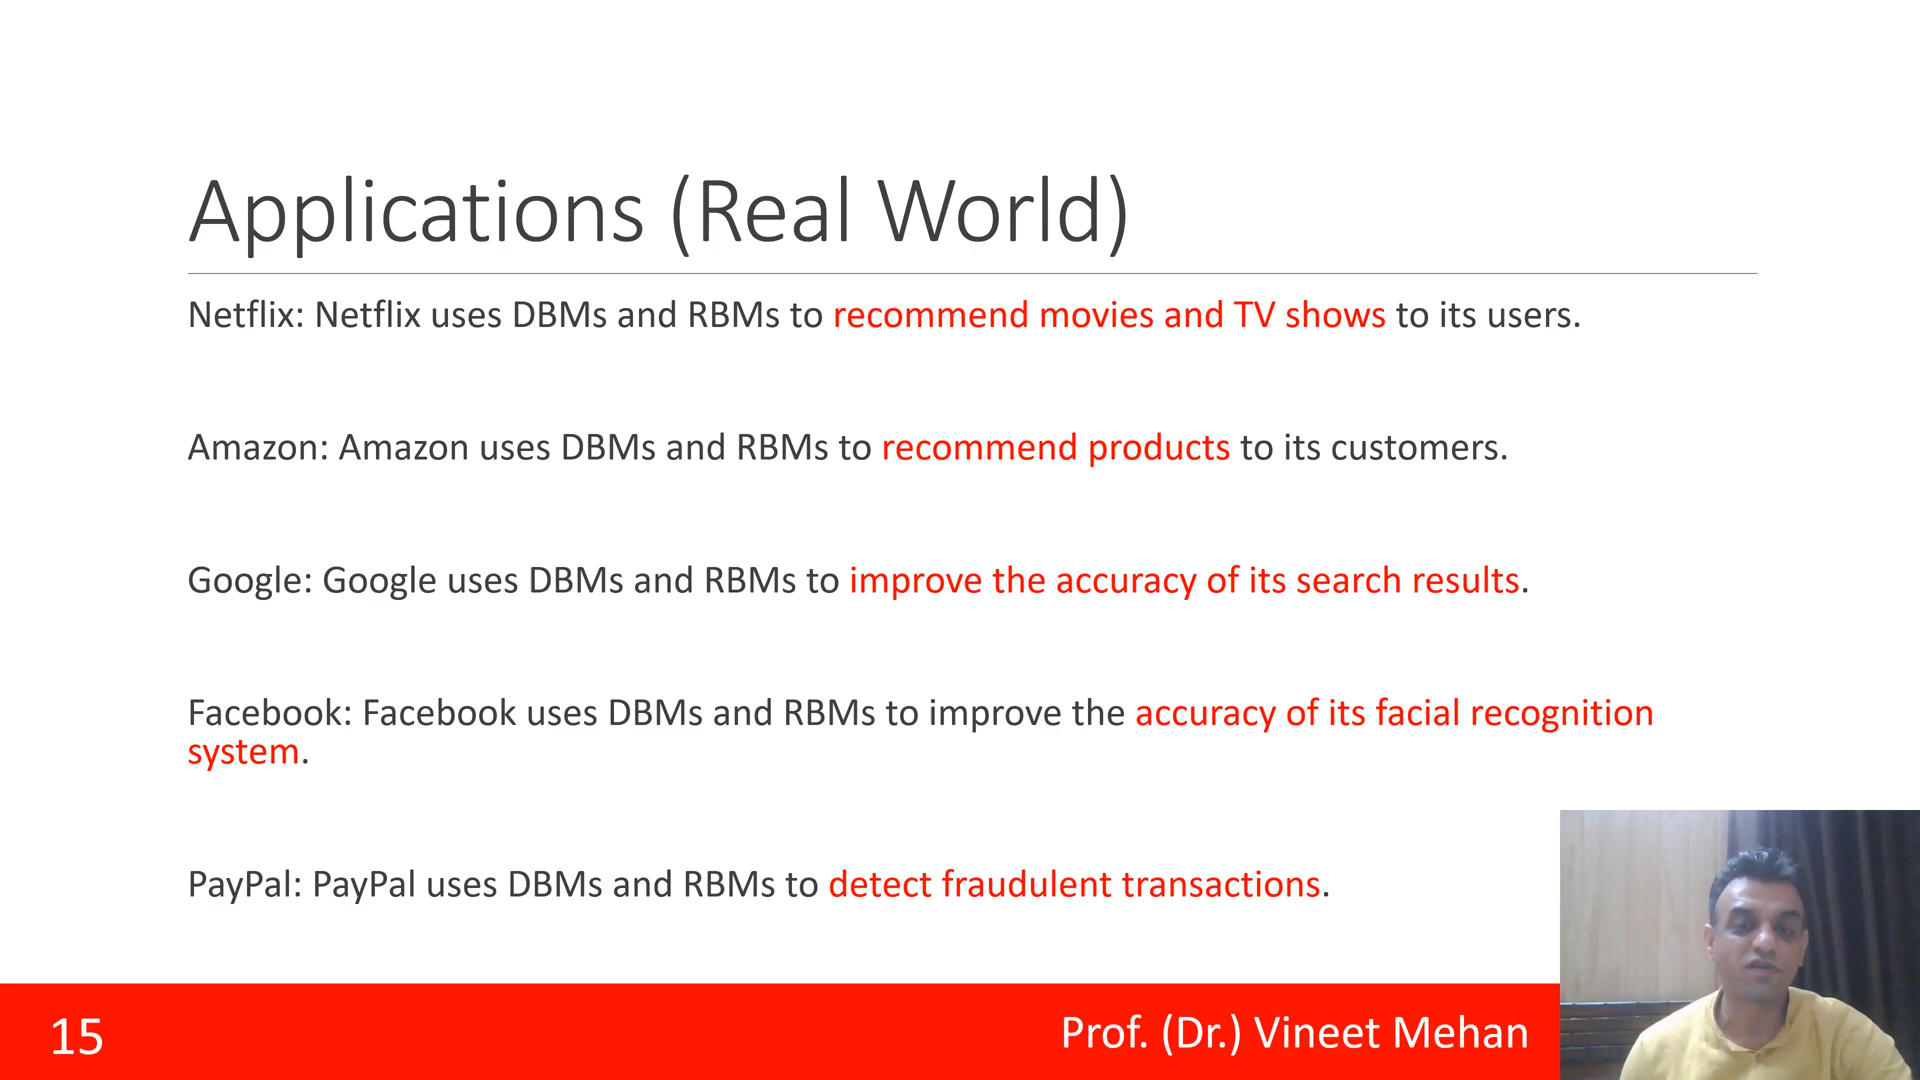 Applications (Real World)
Netflix: Netflix uses DBMs and RBMs to recommend movies and TV shows to its users.
Amazon: Amazon uses DBMs and RBMs to recommend products to its customers.
Google: Google uses DBMs and RBMs to improve the accuracy of its search results.
Facebook: Facebook uses DBMs and RBMs to improve the accuracy of its facial recognition
system.
PayPal: PayPal uses DBMs and RBMs to detect fraudulent transactions.
15
Prof. (Dr.) Vineet Mehan